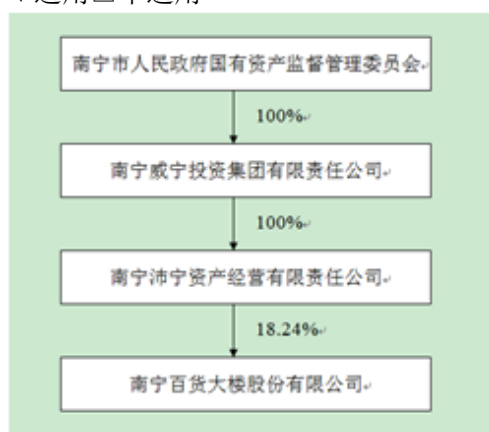 南宁市人民政府国有资产监督管理委员会
100%
南宁威宁投资集团有限责任公司
100%
南宁沛宁资产经营有限责任公司
18.24%
南宁百货大楼股份有限公司